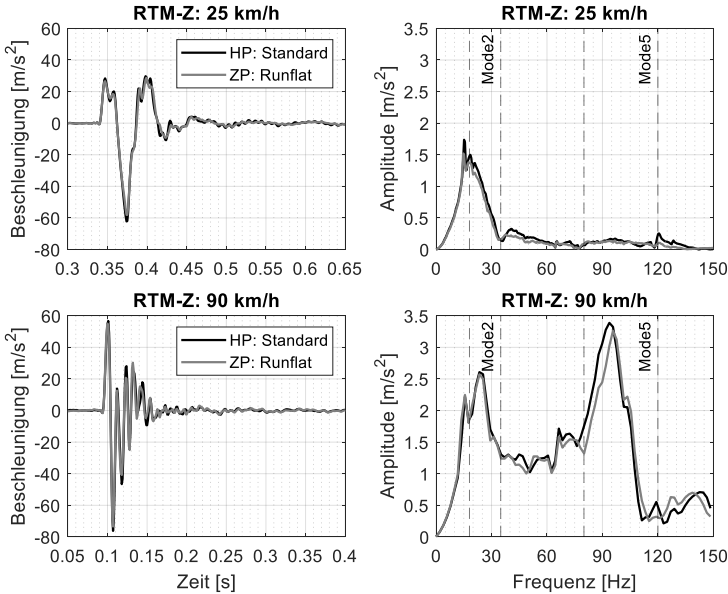 RTM-Z: 25 km/h
Beschleunigung [m/s2]
60
40
20
0
-20
-40
-60
-80
HP: Standard
ZP: Runflat
0.3 0.35 0.4 0.45 0.5 0.55 0.6 0.65
RTM-Z: 25 km/h
Amplitude [m/s2]
3.5
3
2.5
2
1.5
1
0.5
0
Mode2
Mode5
0 30 60 90 120 150
RTM-Z: 90 km/h
Beschleunigung [m/s2]
60
40
20
0
-20
-40
-60
-80
HP: Standard
ZP: Runflat
0.05 0.1 0.15 0.2 0.25 0.3 0.35 0.4
Zeit [s]
RTM-Z: 90 km/h
Amplitude [m/s2]
3.5
3
2.5
2
1.5
1
0.5
0
Mode2
Mode5
0 30 60 90 120 150
Frequenz [Hz]